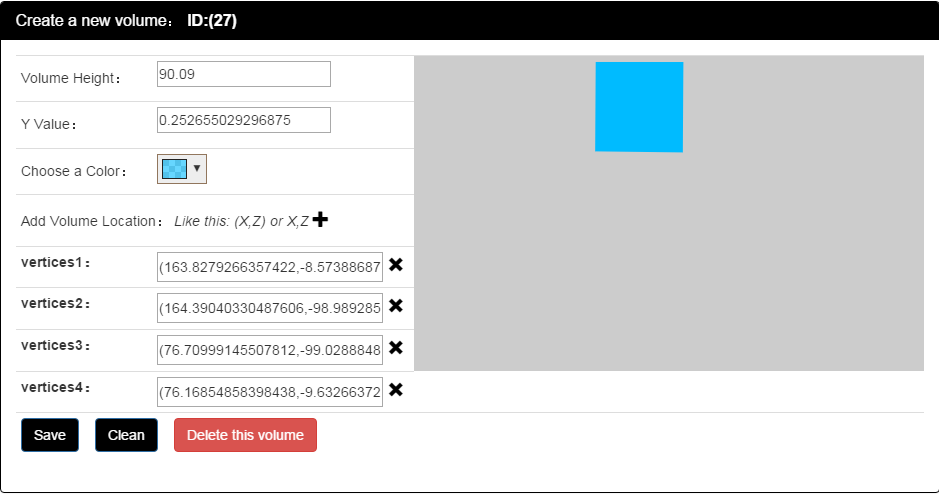 Create a new volume： ID:(27)
Volume Height： 90.09
Y Value： 0.252655029296875
Choose a Color：
Add Volume Location： Like this: (X,Z) or X,Z
vertices1： (163.8279266357422,-8.57388687
vertices2： (164.39040330487606,-98.989285
vertices3： (76.70999145507812,-99.0288848
vertices4： (76.16854858398438,-9.63266372
Save Clean Delete this volume